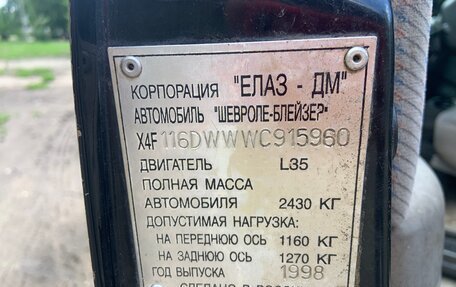 КОРПОРАЦИЯ "ЕЛАЗ - ДМ"
АВТОМОБИЛЬ "ШЕВРОЛЕ-БЛЕЙЗЕР"
X4F 116DWWWC915960
ДВИГАТЕЛЬ L35
ПОЛНАЯ МАССА
АВТОМОБИЛЯ 2430 КГ
ДОПУСТИМАЯ НАГРУЗКА:
НА ПЕРЕДНЮЮ ОСЬ 1160 КГ
НА ЗАДНЮЮ ОСЬ 1270 КГ
ГОД ВЫПУСКА 1998
СДЕЛАНО В